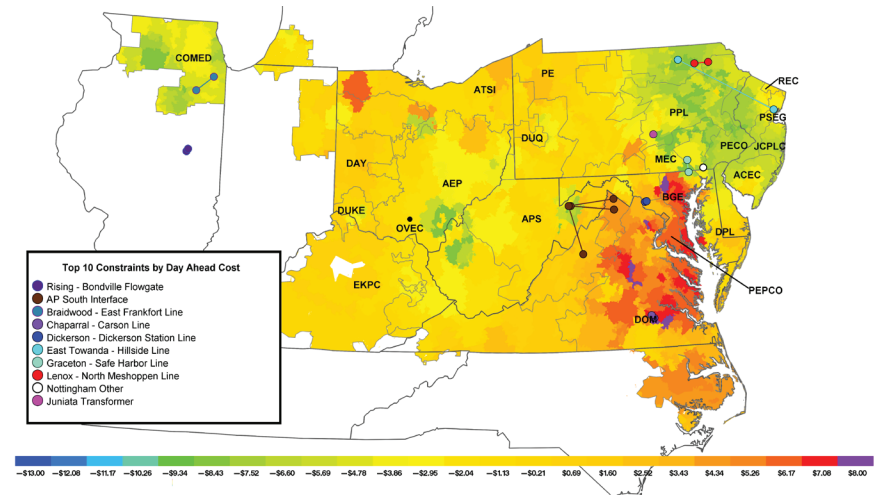 COMED
ATSI
PE
REC
PPL
PSEG
DUQ
PECO
JCPLC
DAY
MEC
AEP
ACEC
BGE
DUKE
APS
OVEC
DPL
EKPC
PEPCO
DOM
Top 10 Constraints by Day Ahead Cost
Rising - Bondville Flowgate
AP South Interface
Braidwood - East Frankfort Line
Chaparral - Carson Line
Dickerson - Dickerson Station Line
East Towanda - Hillside Line
Graceton - Safe Harbor Line
Lenox - North Meshoppen Line
Nottingham Other
Juniata Transformer
–$13.00 –$12.08 –$11.17 –$10.26 –$9.34 –$8.43 –$7.52 –$6.60 –$5.69 –$4.78 –$3.86 –$2.95 –$2.04 –$1.13 –$0.21 $0.69 $1.60 $2.52 $3.43 $4.34 $5.26 $6.17 $7.08 $8.00